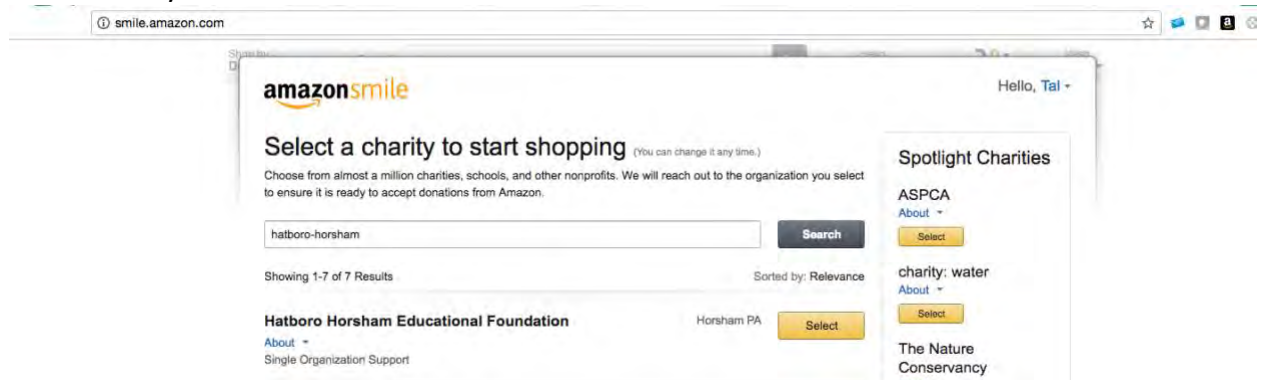 smile.amazon.com
amazonsmile
Hello, Tal
Select a charity to start shopping (You can change it any time.)
Choose from almost a million charities, schools, and other nonprofits. We will reach out to the organization you select
to ensure it is ready to accept donations from Amazon.
hatboro-horsham
Search
Showing 1-7 of 7 Results
Sorted by: Relevance
Hatboro Horsham Educational Foundation
Horsham PA
Select
About
Single Organization Support
Spotlight Charities
ASPCA
About
Select
charity: water
About
Select
The Nature
Conservancy